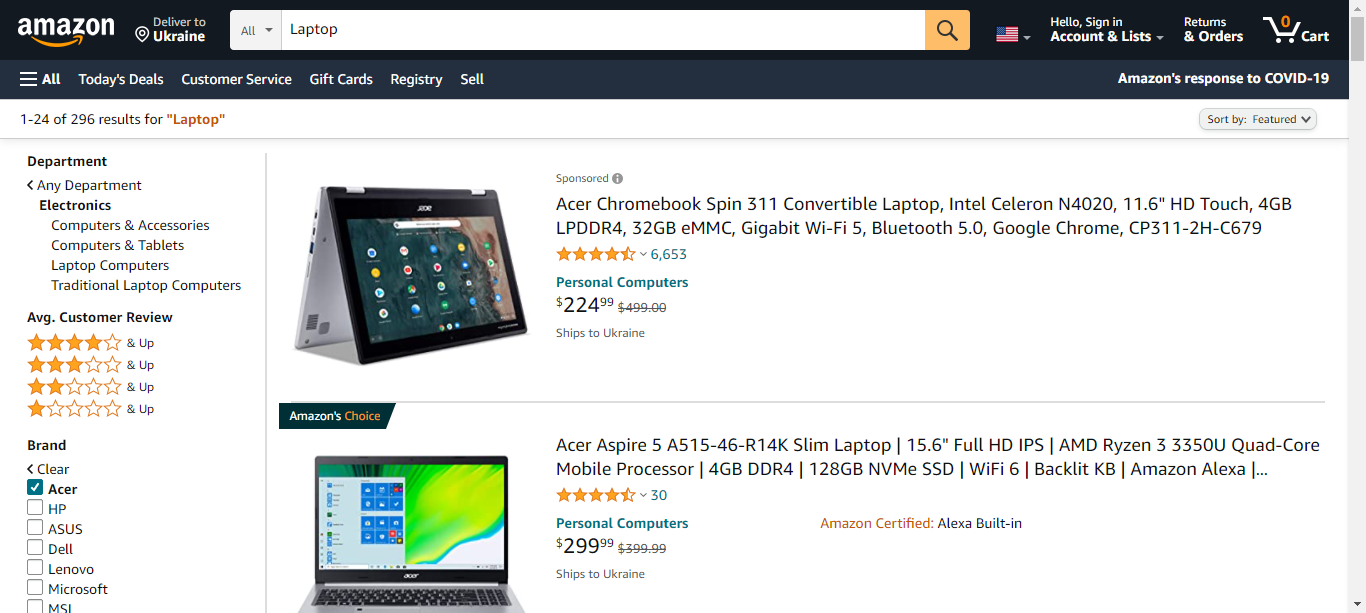 amazon
Deliver to
Ukraine
All
Laptop
Hello, Sign in
Account & Lists
Returns
& Orders
0
Cart
All
Today's Deals
Customer Service
Gift Cards
Registry
Sell
Amazon's response to COVID-19
1-24 of 296 results for "Laptop"
Sort by: Featured
Department
Any Department
Electronics
Computers & Accessories
Computers & Tablets
Laptop Computers
Traditional Laptop Computers
Avg. Customer Review
& Up
& Up
& Up
& Up
Brand
Clear
Acer
HP
ASUS
Dell
Lenovo
Microsoft
MSI
acer
Sponsored
Acer Chromebook Spin 311 Convertible Laptop, Intel Celeron N4020, 11.6" HD Touch, 4GB
LPDDR4, 32GB eMMC, Gigabit Wi-Fi 5, Bluetooth 5.0, Google Chrome, CP311-2H-C679
6,653
Personal Computers
$224.99 $499.00
Ships to Ukraine
Amazon's Choice
acer
Acer Aspire 5 A515-46-R14K Slim Laptop | 15.6" Full HD IPS | AMD Ryzen 3 3350U Quad-Core
Mobile Processor | 4GB DDR4 | 128GB NVMe SSD | WiFi 6 | Backlit KB | Amazon Alexa |...
30
Personal Computers
Amazon Certified: Alexa Built-in
$299.99 $399.99
Ships to Ukraine